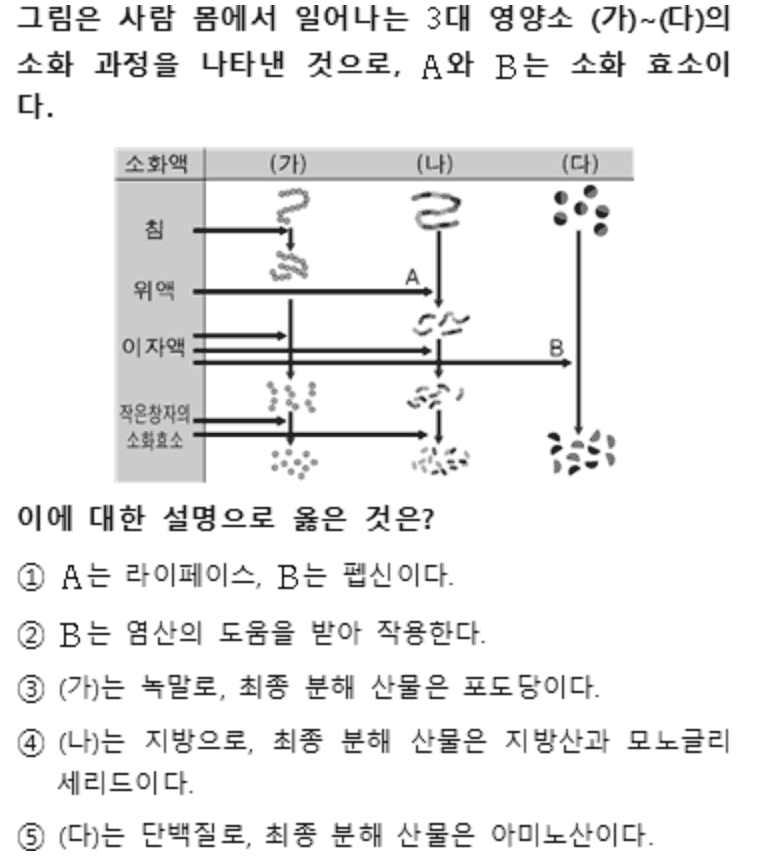 그림은 사람 몸에서 일어나는 3대 영양소 (가)~(다)의
소화 과정을 나타낸 것으로, A와 B는 소화 효소이
다.
소화액 (가) (나) (다)
침
위액 A
이자액 B
작은창자의
소화효소
이에 대한 설명으로 옳은 것은?
① A는 라이페이스, B는 펩신이다.
② B는 염산의 도움을 받아 작용한다.
③ (가)는 녹말로, 최종 분해 산물은 포도당이다.
④ (나)는 지방으로, 최종 분해 산물은 지방산과 모노글리
세리드이다.
⑤ (다)는 단백질로, 최종 분해 산물은 아미노산이다.